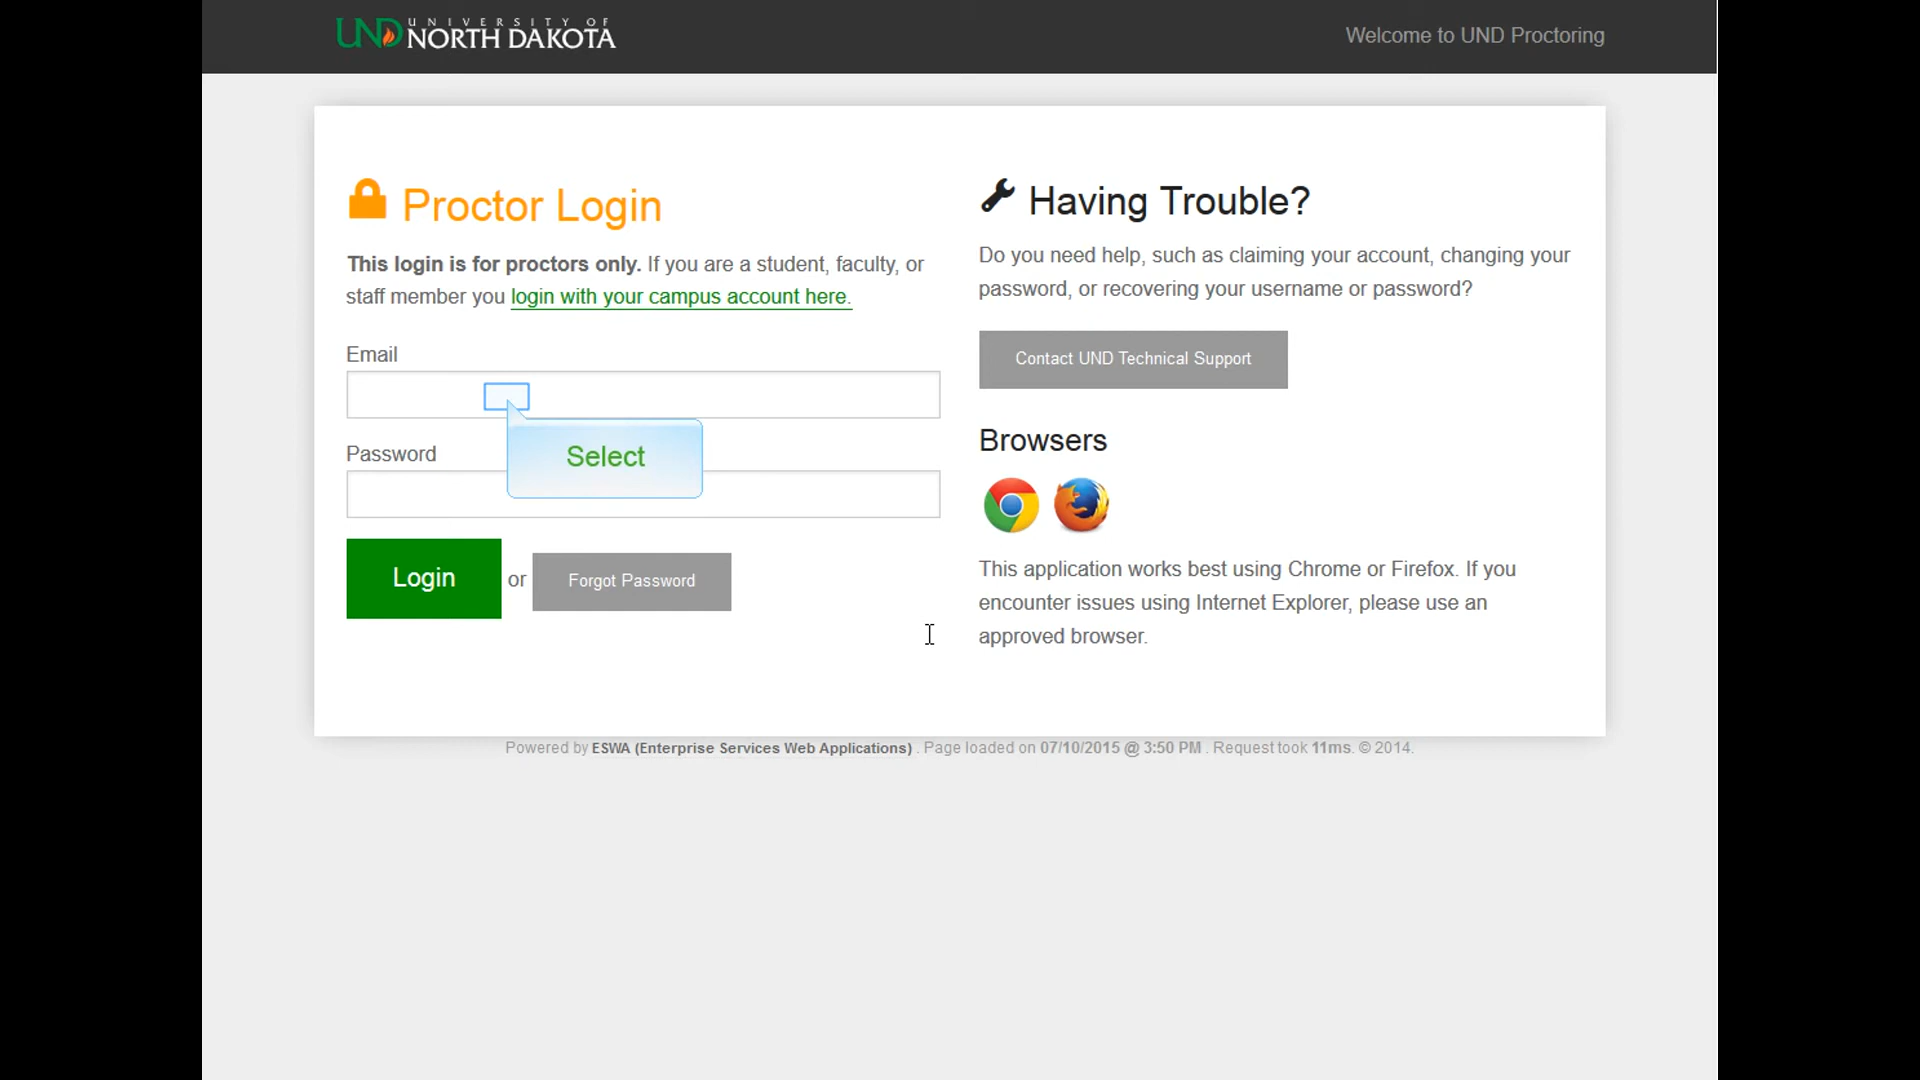 UND UNIVERSITY OF
NORTH DAKOTA
Welcome to UND Proctoring
Proctor Login
This login is for proctors only. If you are a student, faculty, or
staff member you login with your campus account here.
Email
Select
Password
Login or Forgot Password
Having Trouble?
Do you need help, such as claiming your account, changing your
password, or recovering your username or password?
Contact UND Technical Support
Browsers
This application works best using Chrome or Firefox. If you
encounter issues using Internet Explorer, please use an
approved browser.
Powered by ESWA (Enterprise Services Web Applications) . Page loaded on 07/10/2015 @ 3:50 PM . Request took 11ms. © 2014.